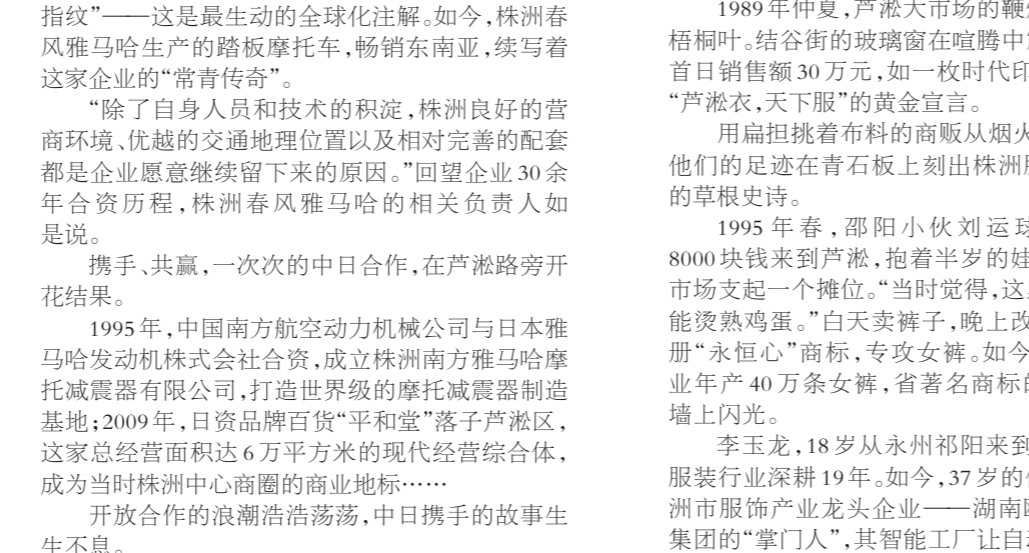 指纹”——这是最生动的全球化注解。如今，株洲春
风雅马哈生产的踏板摩托车，畅销东南亚，续写着
这家企业的“常青传奇”。
“除了自身人员和技术的积淀，株洲良好的营
商环境、优越的交通地理位置以及相对完善的配套
都是企业愿意继续留下来的原因。”回望企业30余
年合资历程，株洲春风雅马哈的相关负责人如
是说。
携手、共赢，一次次的中日合作，在芦淞路旁开
花结果。
1995年，中国南方航空动力机械公司与日本雅
马哈发动机株式会社合资，成立株洲南方雅马哈摩
托减震器有限公司，打造世界级的摩托减震器制造
基地；2009年，日资品牌百货“平和堂”落子芦淞区，
这家总经营面积达6万平方米的现代经营综合体，
成为当时株洲中心商圈的商业地标……
开放合作的浪潮浩浩荡荡，中日携手的故事生
生不息。
1989年仲夏，芦淞大市场的鞭
梧桐叶。结谷街的玻璃窗在喧腾中
首日销售额30万元，如一枚时代印
“芦淞衣，天下服”的黄金宣言。
用扁担挑着布料的商贩从烟火
他们的足迹在青石板上刻出株洲
的草根史诗。
1995年春，邵阳小伙刘运球
8000块钱来到芦淞，抱着半岁的娃
市场支起一个摊位。“当时觉得，这
能烫熟鸡蛋。”白天卖裤子，晚上改
册“永恒心”商标，专攻女裤。如今
业年产40万条女裤，省著名商标的
墙上闪光。
李玉龙，18岁从永州祁阳来到
服装行业深耕19年。如今，37岁的
洲市服饰产业龙头企业——湖南
集团的“掌门人”，其智能工厂让自